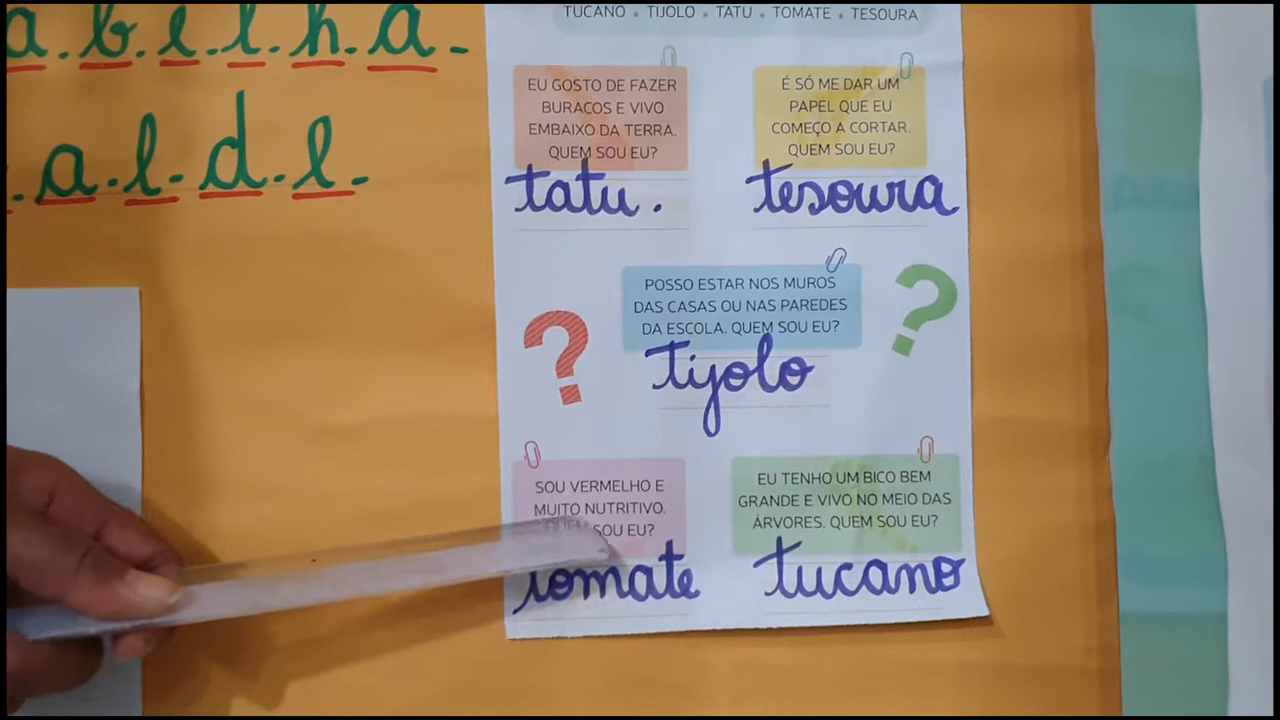 a.b.e.l.h.a.
a.l.d.e.
TUCANO . TIJOLO . TATU . TOMATE . TESOURA
EU GOSTO DE FAZER
BURACOS E VIVO
EMBAIXO DA TERRA.
QUEM SOU EU?
tatu.
É SÓ ME DAR UM
PAPEL QUE EU
COMEÇO A CORTAR.
QUEM SOU EU?
tesoura
POSSO ESTAR NOS MUROS
DAS CASAS OU NAS PAREDES
DA ESCOLA. QUEM SOU EU?
tijolo
? ?
SOU VERMELHO E
MUITO NUTRITIVO.
QUEM SOU EU?
tomate
EU TENHO UM BICO BEM
GRANDE E VIVO NO MEIO DAS
ÁRVORES. QUEM SOU EU?
tucano